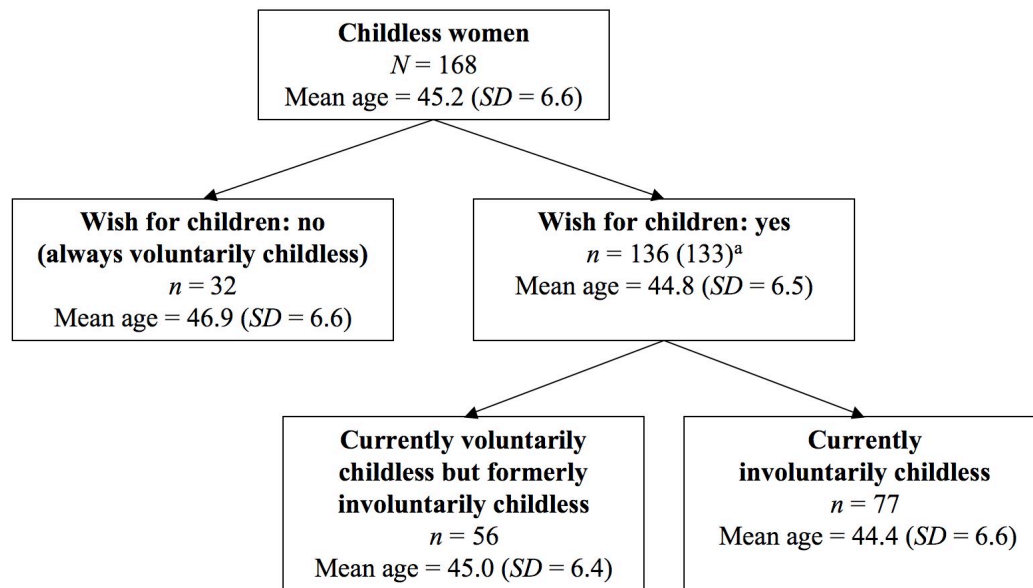 Childless women
N = 168
Mean age = 45.2 (SD = 6.6)
Wish for children: no
(always voluntarily childless)
n = 32
Mean age = 46.9 (SD = 6.6)
Wish for children: yes
n = 136 (133)ᵃ
Mean age = 44.8 (SD = 6.5)
Currently voluntarily
childless but formerly
involuntarily childless
n = 56
Mean age = 45.0 (SD = 6.4)
Currently
involuntarily childless
n = 77
Mean age = 44.4 (SD = 6.6)